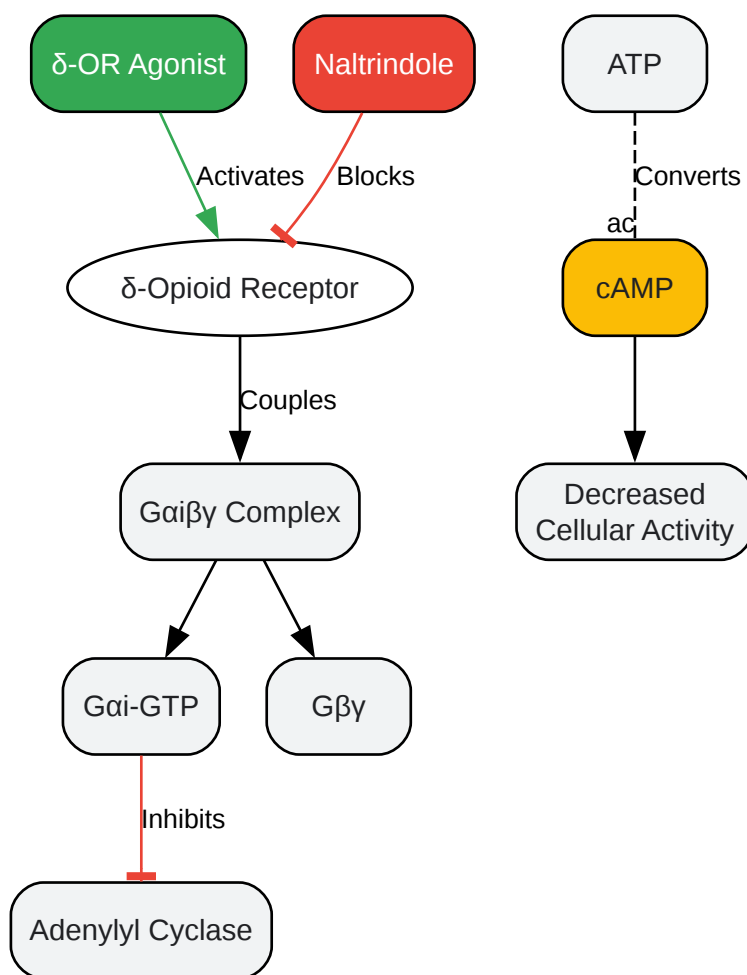 δ-OR Agonist
Naltrindole
ATP
Activates
Blocks
Converts
ac
δ-Opioid Receptor
cAMP
Couples
Gαiβγ Complex
Decreased
Cellular Activity
Gαi-GTP
Gβγ
Inhibits
Adenylyl Cyclase